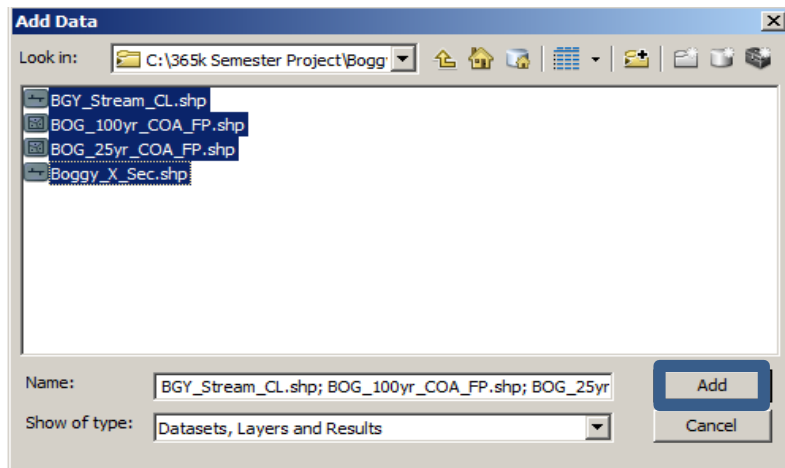 Add Data
Look in: C:\365k Semester Project\Bogg
BGY_Stream_CL.shp
BOG_100yr_COA_FP.shp
BOG_25yr_COA_FP.shp
Boggy_X_Sec.shp
Name: BGY_Stream_CL.shp; BOG_100yr_COA_FP.shp; BOG_25yr Add
Show of type: Datasets, Layers and Results Cancel